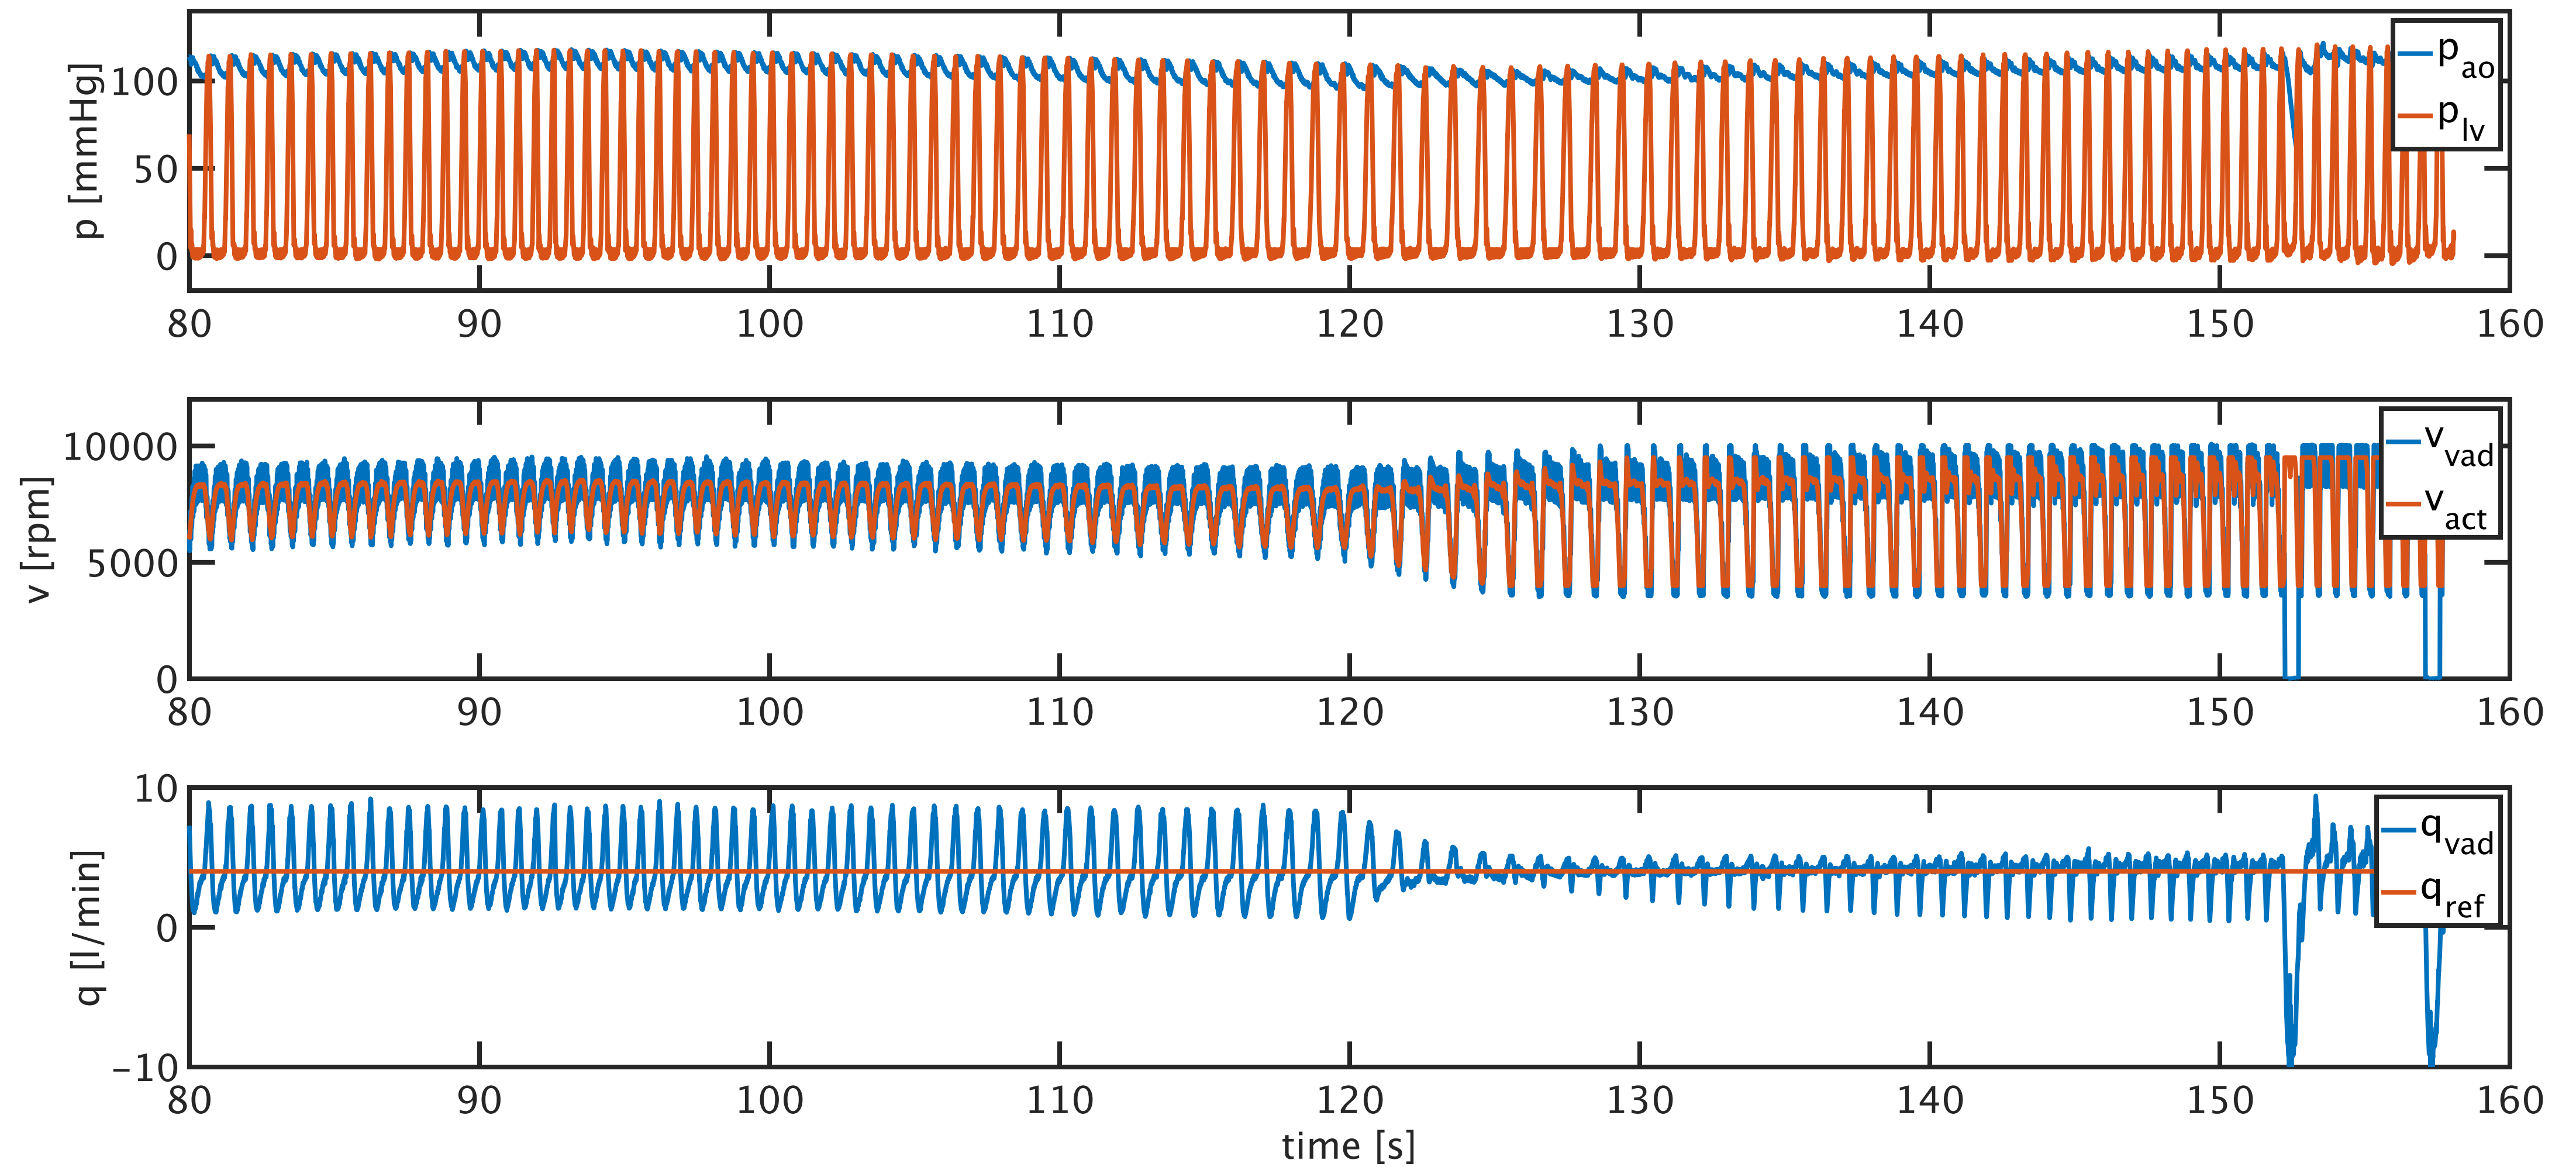 p [mmHg]
100
50
0
p_ao
p_lv
80 90 100 110 120 130 140 150 160
v [rpm]
10000
5000
0
v_vad
v_act
80 90 100 110 120 130 140 150 160
q [l/min]
10
0
-10
q_vad
q_ref
80 90 100 110 120 130 140 150 160
time [s]